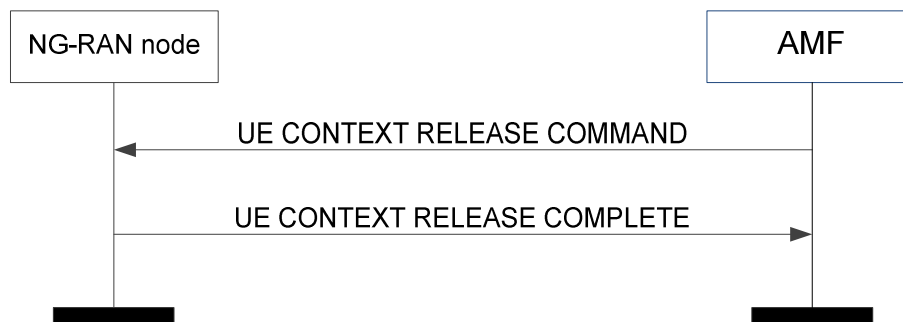 NG-RAN node
AMF
UE CONTEXT RELEASE COMMAND
UE CONTEXT RELEASE COMPLETE